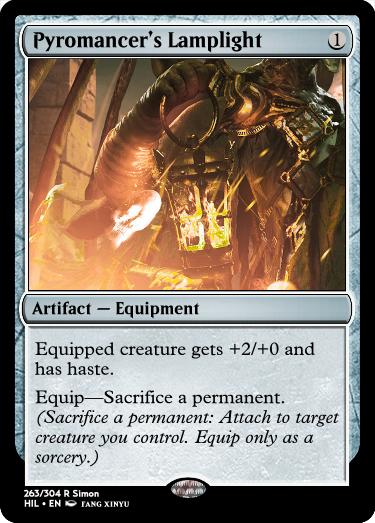 Pyromancer's Lamplight 1
Artifact — Equipment
Equipped creature gets +2/+0 and
has haste.
Equip—Sacrifice a permanent.
(Sacrifice a permanent: Attach to target
creature you control. Equip only as a
sorcery.)
263/304 R Simon
HIL • EN FANG XINYU